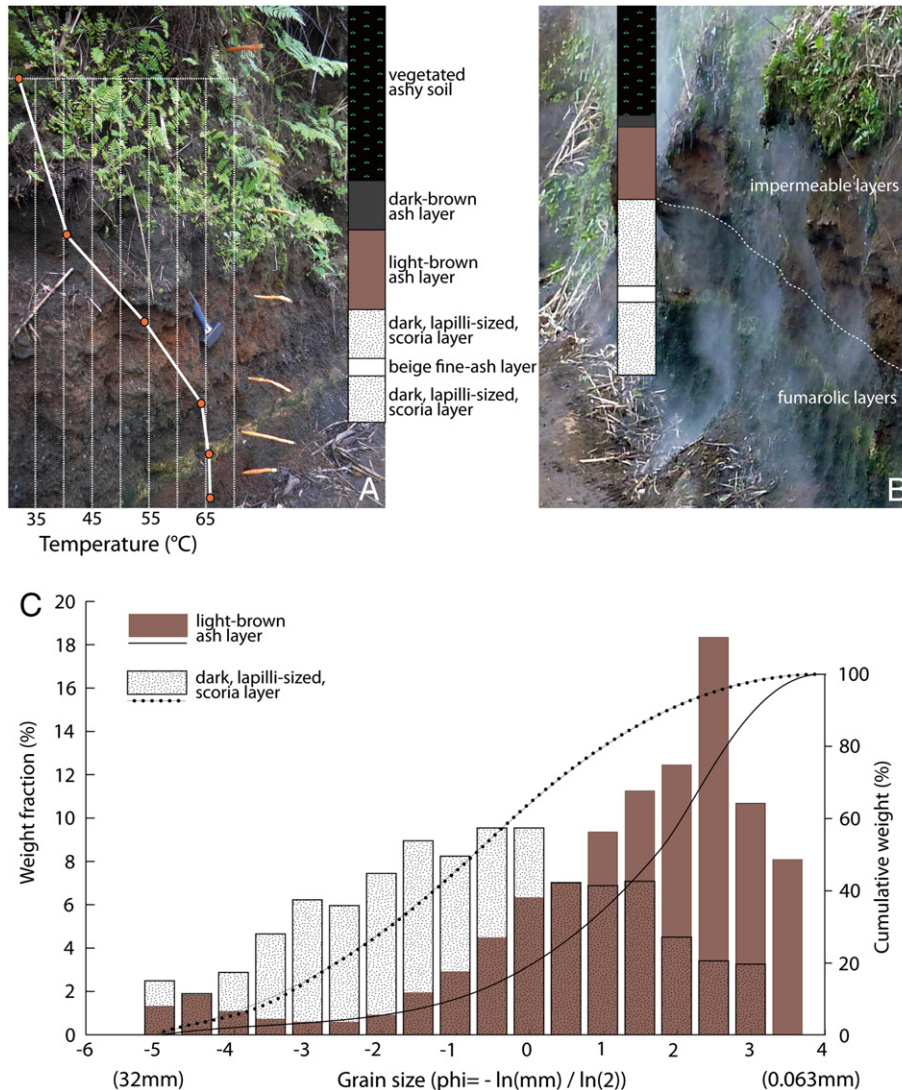 vegetated
ashy soil
dark-brown
ash layer
light-brown
ash layer
dark, lapilli-sized,
scoria layer
beige fine-ash layer
dark, lapilli-sized,
scoria layer
A
35 45 55 65
Temperature (°C)
impermeable layers
fumarolic layers
B
C
light-brown
ash layer
dark, lapilli-sized,
scoria layer
Weight fraction (%)
20
18
16
14
12
10
8
6
4
2
0
Cumulative weight (%)
100
80
60
40
20
0
-6 -5 -4 -3 -2 -1 0 1 2 3 4
(32mm) Grain size (phi= - ln(mm) / ln(2)) (0.063mm)